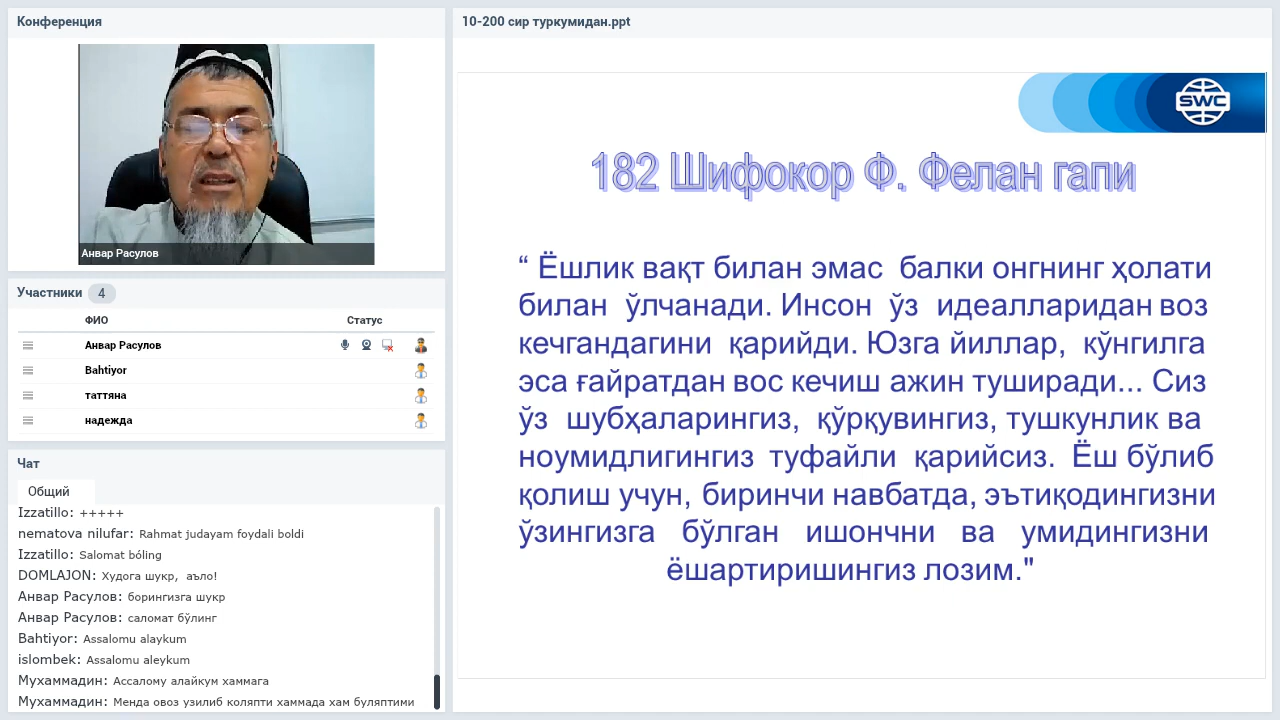 Конференция
Анвар Расулов
Участники 4
ФИО Статус
Анвар Расулов
Bahtiyor
таттяна
надежда
Чат
Общий
Izzatillo: +++++
nematova nilufar: Rahmat judayam foydali boldi
Izzatillo: Salomat bóling
DOMLAJON: Худога шукр, аъло!
Анвар Расулов: борингизга шукр
Анвар Расулов: саломат бўлинг
Bahtiyor: Assalomu alaykum
islombek: Assalomu aleykum
Мухаммадин: Ассалому алайкум хаммага
Мухаммадин: Менда овоз узилиб коляпти хаммада хам буляптими
10-200 сир туркумидан.ppt
SWC
182 Шифокор Ф. Фелан гапи
“ Ёшлик вақт билан эмас балки онгнинг ҳолати
билан ўлчанади. Инсон ўз идеалларидан воз
кечгандагини қарийди. Юзга йиллар, кўнгилга
эса ғайратдан вос кечиш ажин туширади... Сиз
ўз шубҳаларингиз, қўрқувингиз, тушкунлик ва
ноумидлигингиз туфайли қарийсиз. Ёш бўлиб
қолиш учун, биринчи навбатда, эътиқодингизни
ўзингизга бўлган ишончни ва умидингизни
ёшартиришингиз лозим."